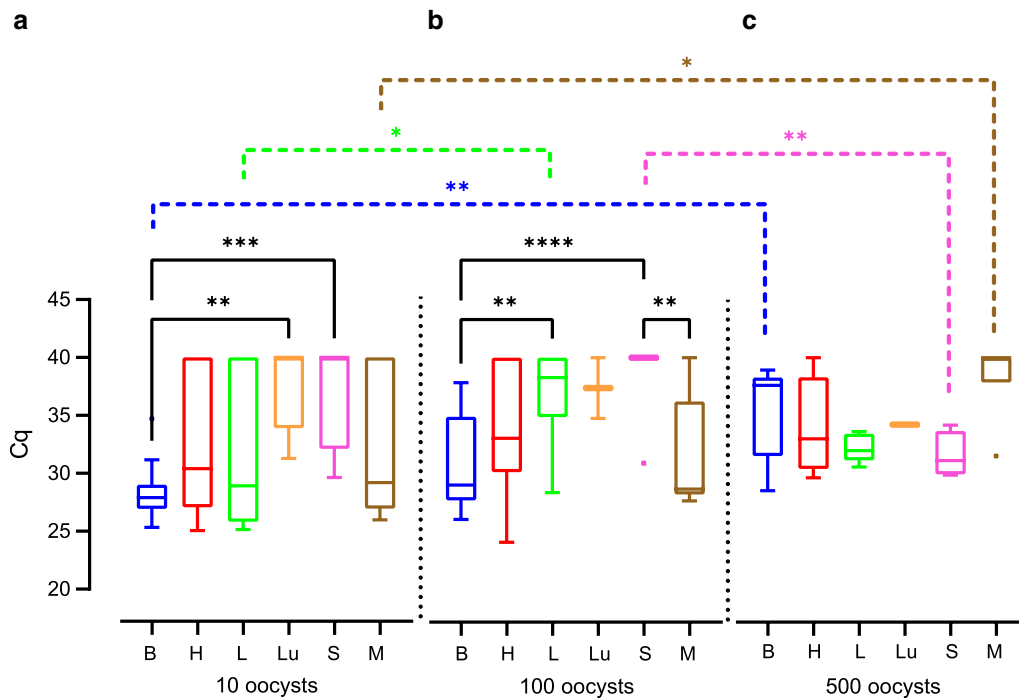 a b c
*
*
**
**
***
****
**
**
**
45
40
35
30
25
20
Cq
B H L Lu S M
B H L Lu S M
B H L Lu S M
10 oocysts
100 oocysts
500 oocysts